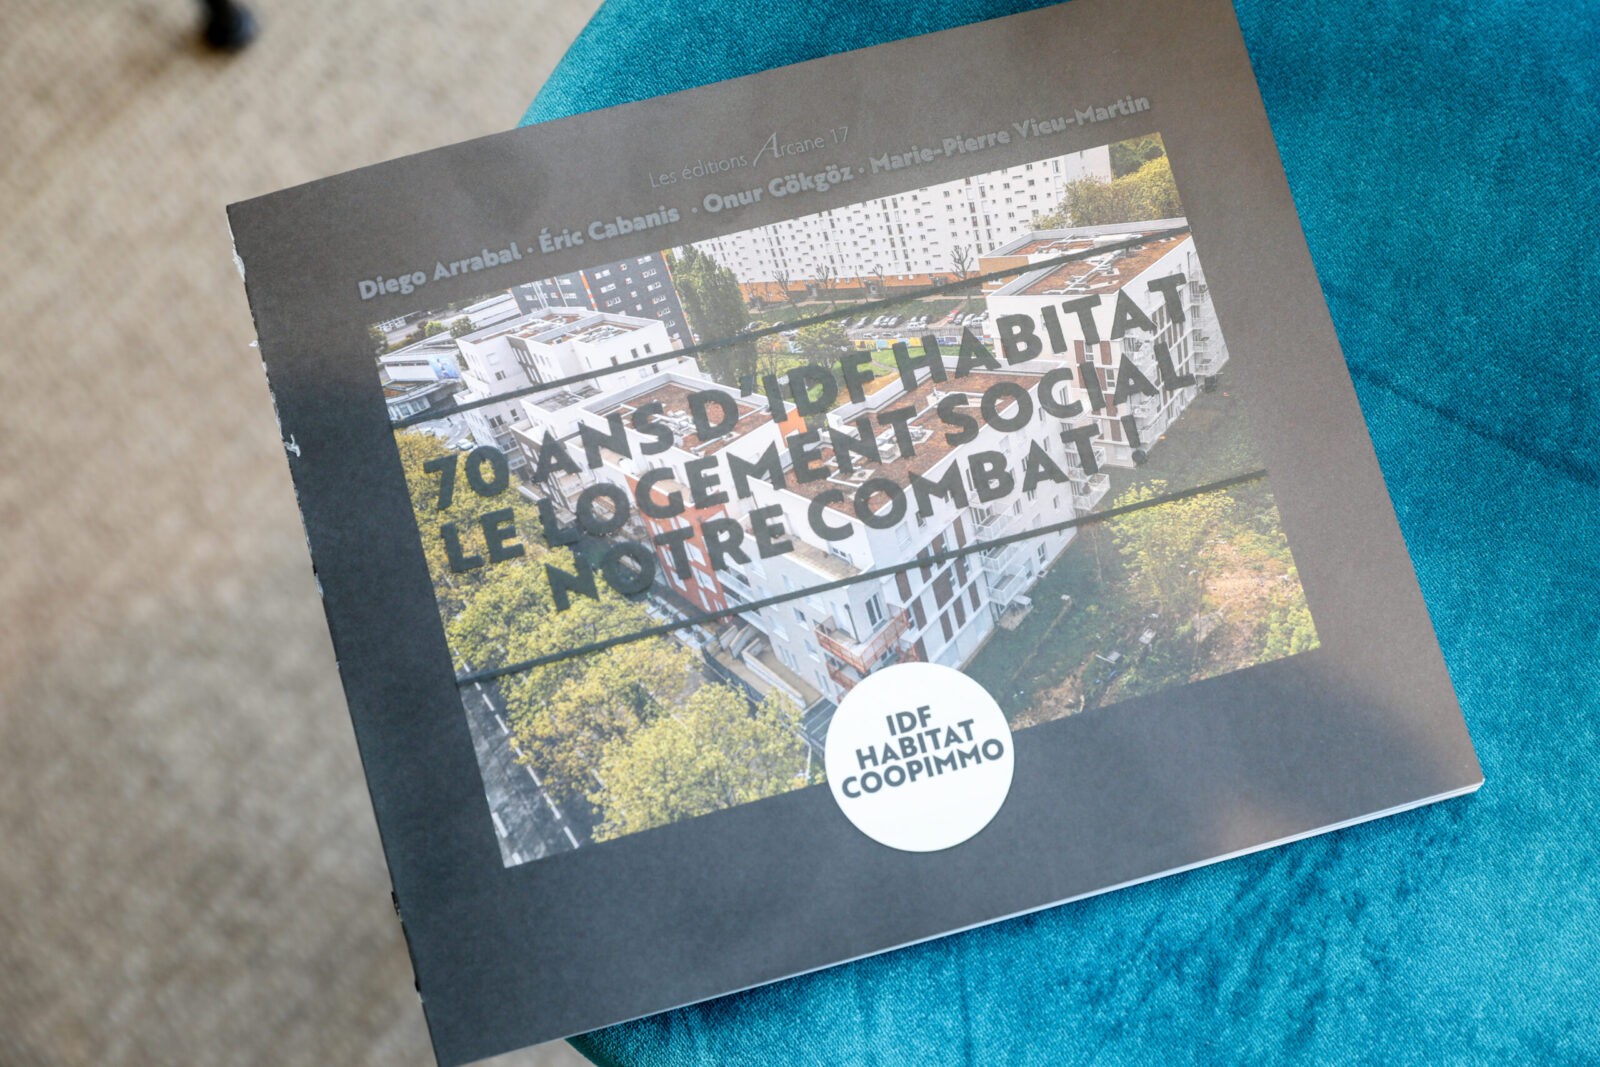 Les éditions Arcane 17
Diego Arrabal · Éric Cabanis · Onur Gökgöz · Marie-Pierre Vieu-Martin
70 ANS D'IDF HABITAT
LE LOGEMENT SOCIAL,
NOTRE COMBAT !
IDF
HABITAT
COOPIMMO